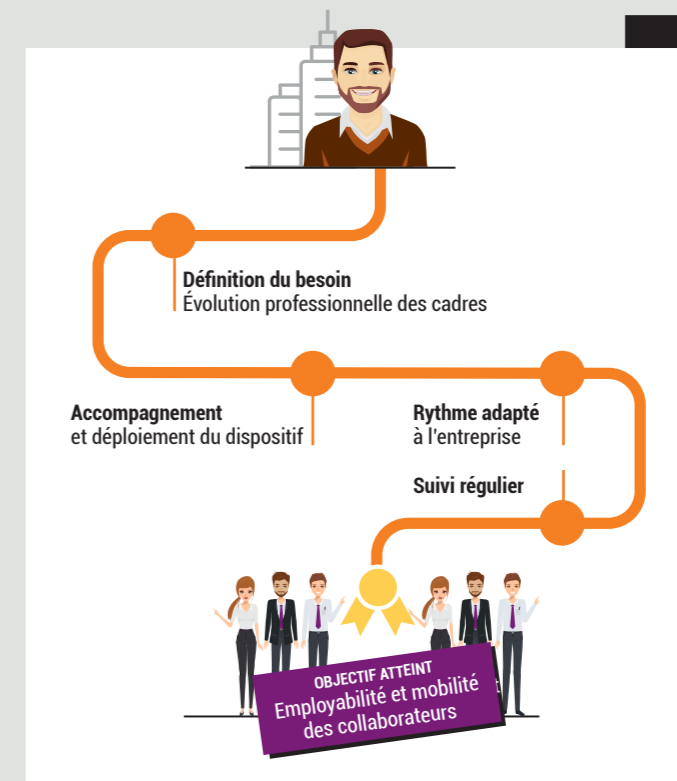 Définition du besoin
Évolution professionnelle des cadres
Accompagnement
et déploiement du dispositif
Rythme adapté
à l'entreprise
Suivi régulier
OBJECTIF ATTEINT
Employabilité et mobilité
des collaborateurs